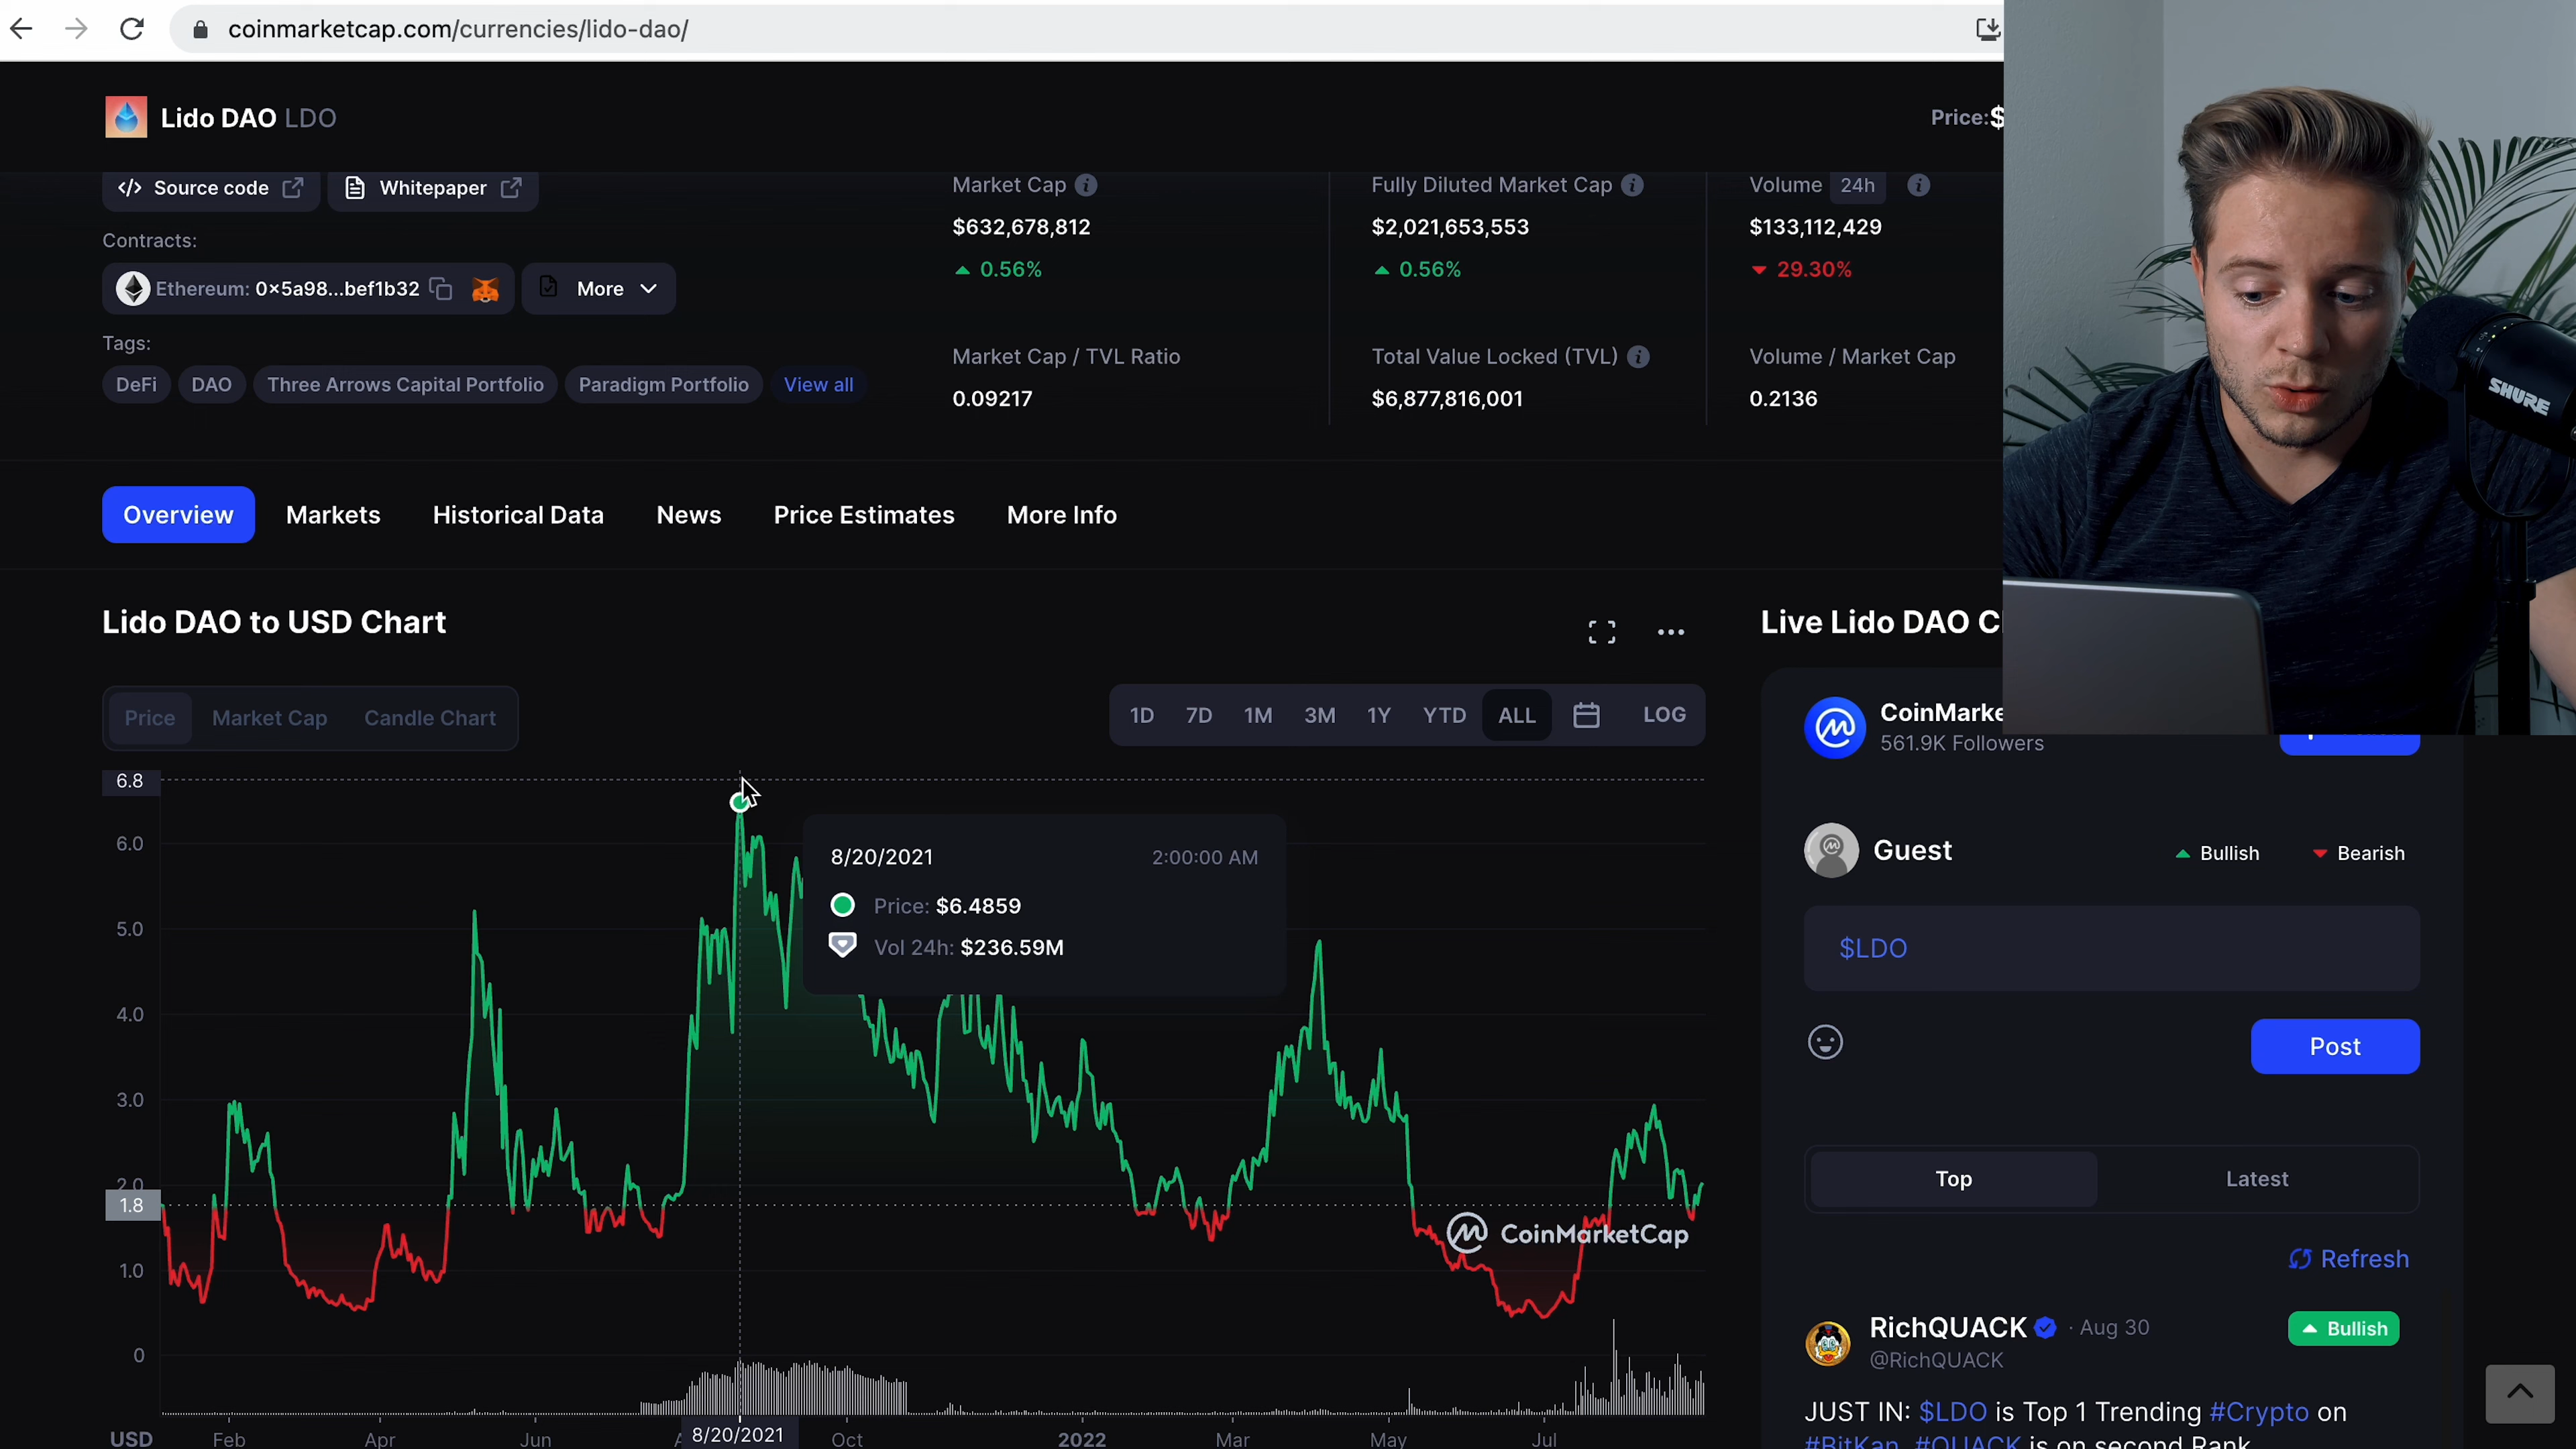 coinmarketcap.com/currencies/lido-dao/
Lido DAO LDO
Price: $
</> Source code
Whitepaper
Contracts:
Ethereum: 0x5a98...bef1b32
More
Tags:
DeFi
DAO
Three Arrows Capital Portfolio
Paradigm Portfolio
View all
Market Cap
$632,678,812
0.56%
Fully Diluted Market Cap
$2,021,653,553
0.56%
Volume 24h
$133,112,429
29.30%
Market Cap / TVL Ratio
0.09217
Total Value Locked (TVL)
$6,877,816,001
Volume / Market Cap
0.2136
SHURE
Overview
Markets
Historical Data
News
Price Estimates
More Info
Lido DAO to USD Chart
Price
Market Cap
Candle Chart
1D
7D
1M
3M
1Y
YTD
ALL
LOG
6.8
6.0
5.0
4.0
3.0
2.0
1.8
1.0
0
8/20/2021 2:00:00 AM
Price: $6.4859
Vol 24h: $236.59M
CoinMarketCap
USD
Feb
Apr
Jun
8/20/2021
Oct
2022
Mar
May
Jul
Live Lido DAO C
CoinMarke
561.9K Followers
Guest
Bullish
Bearish
$LDO
Post
Top
Latest
Refresh
RichQUACK · Aug 30
@RichQUACK
Bullish
JUST IN: $LDO is Top 1 Trending #Crypto on
#BitKan, #QUACK is on second Rank